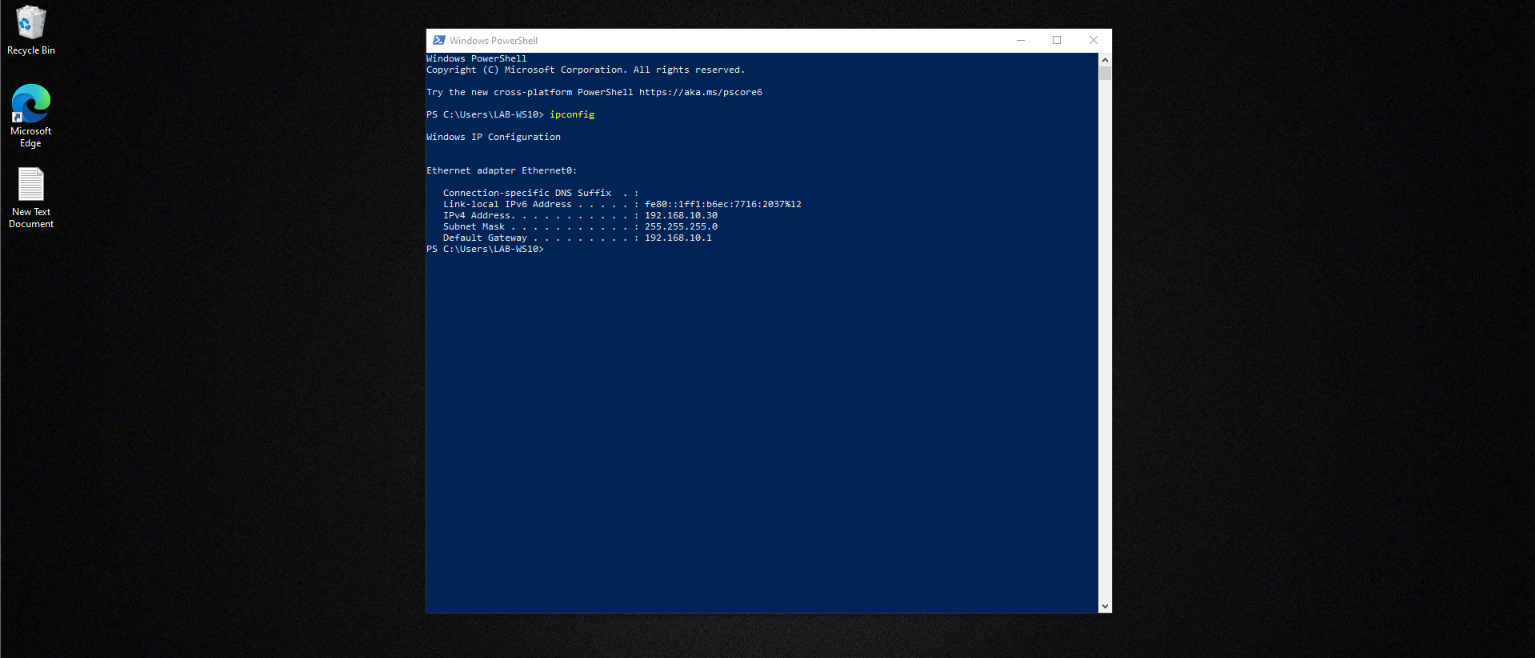 Recycle Bin
Microsoft
Edge
New Text
Document
Windows PowerShell
Windows PowerShell
Copyright (C) Microsoft Corporation. All rights reserved.
Try the new cross-platform PowerShell https://aka.ms/pscore6
PS C:\Users\LAB-WS10> ipconfig
Windows IP Configuration
Ethernet adapter Ethernet0:
   Connection-specific DNS Suffix  . :
   Link-local IPv6 Address . . . . . : fe80::1ff1:b6ec:7716:2037%12
   IPv4 Address. . . . . . . . . . . : 192.168.10.30
   Subnet Mask . . . . . . . . . . . : 255.255.255.0
   Default Gateway . . . . . . . . . : 192.168.10.1
PS C:\Users\LAB-WS10>